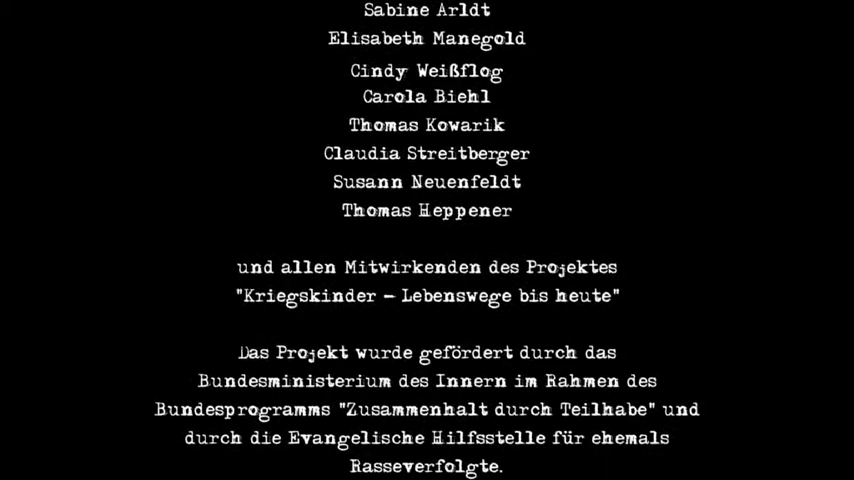 Sabine Arldt
Elisabeth Manegold
Cindy Weißflog
Carola Biehl
Thomas Kowarik
Claudia Streitberger
Susann Neuenfeldt
Thomas Heppener
und allen Mitwirkenden des Projektes
"Kriegskinder – Lebenswege bis heute"
Das Projekt wurde gefördert durch das
Bundesministerium des Innern im Rahmen des
Bundesprogramms "Zusammenhalt durch Teilhabe" und
durch die Evangelische Hilfsstelle für ehemals
Rasseverfolgte.